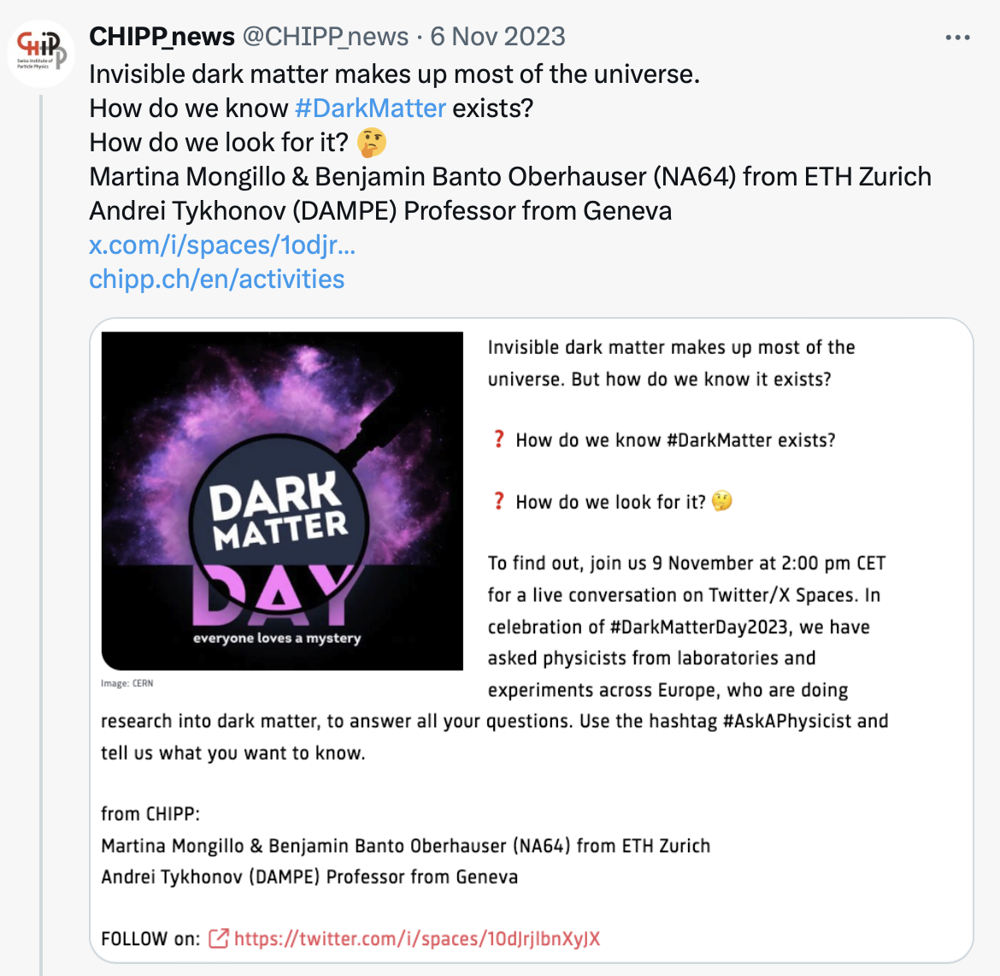 CHiPP
Swiss Institute of
Particle Physics
CHIPP_news @CHIPP_news · 6 Nov 2023
Invisible dark matter makes up most of the universe.
How do we know #DarkMatter exists?
How do we look for it? 🤔
Martina Mongillo & Benjamin Banto Oberhauser (NA64) from ETH Zurich
Andrei Tykhonov (DAMPE) Professor from Geneva
x.com/i/spaces/1odjr...
chipp.ch/en/activities
DARK
MATTER
DAY
everyone loves a mystery
Image: CERN
Invisible dark matter makes up most of the
universe. But how do we know it exists?
❓ How do we know #DarkMatter exists?
❓ How do we look for it? 🤔
To find out, join us 9 November at 2:00 pm CET
for a live conversation on Twitter/X Spaces. In
celebration of #DarkMatterDay2023, we have
asked physicists from laboratories and
experiments across Europe, who are doing
research into dark matter, to answer all your questions. Use the hashtag #AskAPhysicist and
tell us what you want to know.
from CHIPP:
Martina Mongillo & Benjamin Banto Oberhauser (NA64) from ETH Zurich
Andrei Tykhonov (DAMPE) Professor from Geneva
FOLLOW on: https://twitter.com/i/spaces/1OdJrjlbnXyJX